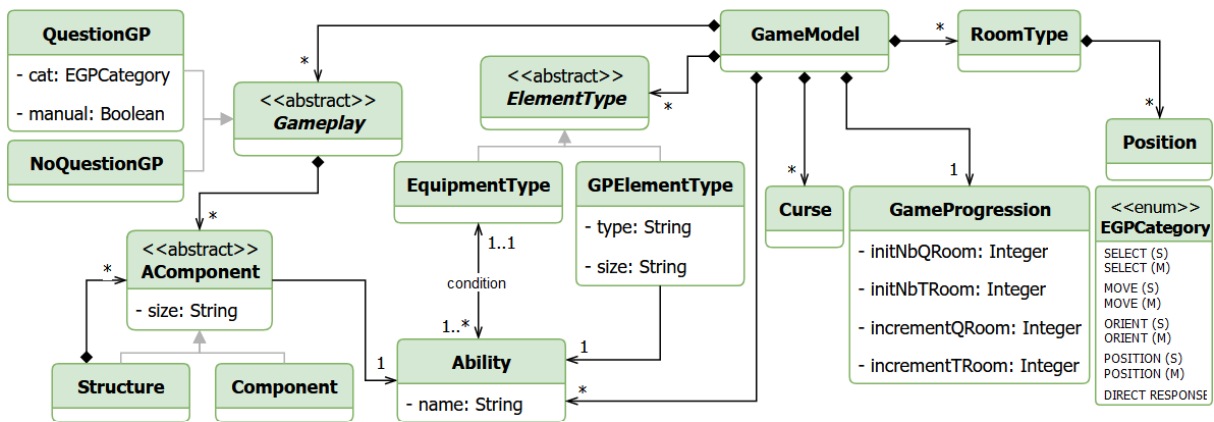 QuestionGP
- cat: EGPCategory
- manual: Boolean
NoQuestionGP
*
<<abstract>>
Gameplay
<<abstract>>
ElementType
*
GameModel
*
RoomType
*
Position
EquipmentType
GPElementType
- type: String
- size: String
*
Curse
1
GameProgression
- initNbQRoom: Integer
- initNbTRoom: Integer
- incrementQRoom: Integer
- incrementTRoom: Integer
<<enum>>
EGPCategory
SELECT (S)
SELECT (M)
MOVE (S)
MOVE (M)
ORIENT (S)
ORIENT (M)
POSITION (S)
POSITION (M)
DIRECT RESPONSE
*
<<abstract>>
AComponent
- size: String
*
1..1
condition
1..*
Structure
Component
1
Ability
- name: String
1
*